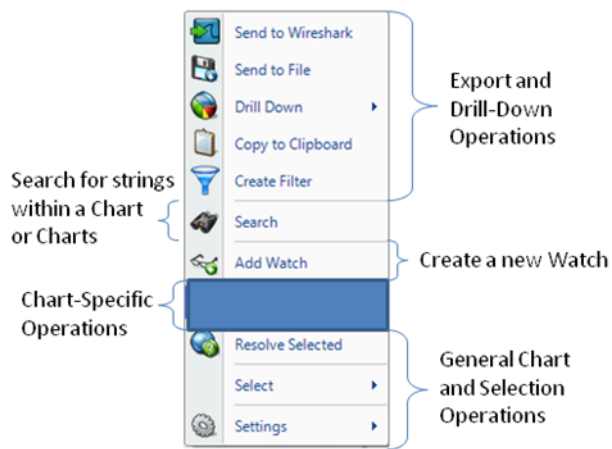 Send to Wireshark
Send to File
Drill Down
Copy to Clipboard
Create Filter
Export and
Drill-Down
Operations
Search for strings
within a Chart
or Charts
Search
Add Watch
Create a new Watch
Chart-Specific
Operations
Resolve Selected
Select
Settings
General Chart
and Selection
Operations